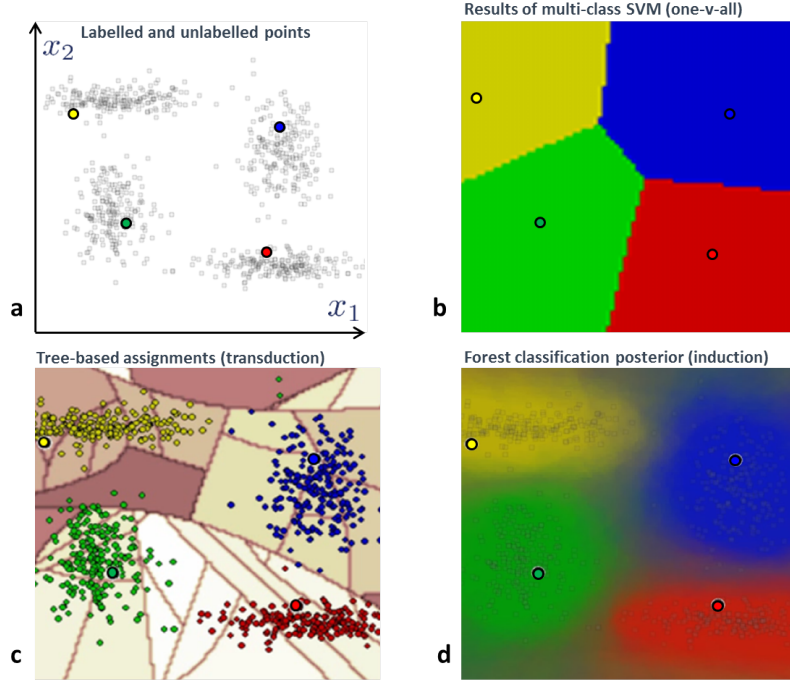 Results of multi-class SVM (one-v-all)
Labelled and unlabelled points
x2
x1
a
b
Tree-based assignments (transduction)
Forest classification posterior (induction)
c
d